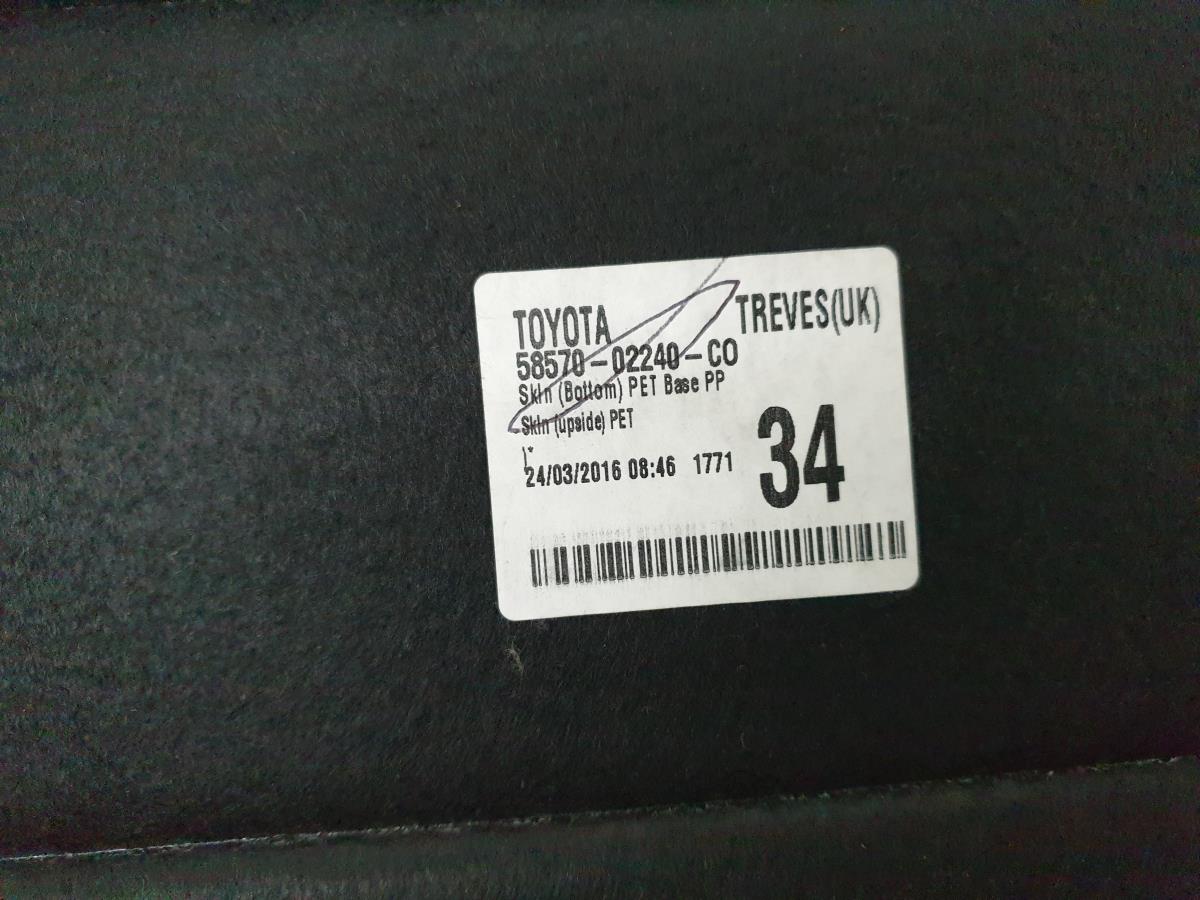 TOYOTA TREVES(UK)
58570-02240-CO
Skin (Bottom) PET Base PP
Skin (upside) PET
\*
24/03/2016 08:46 1771
34